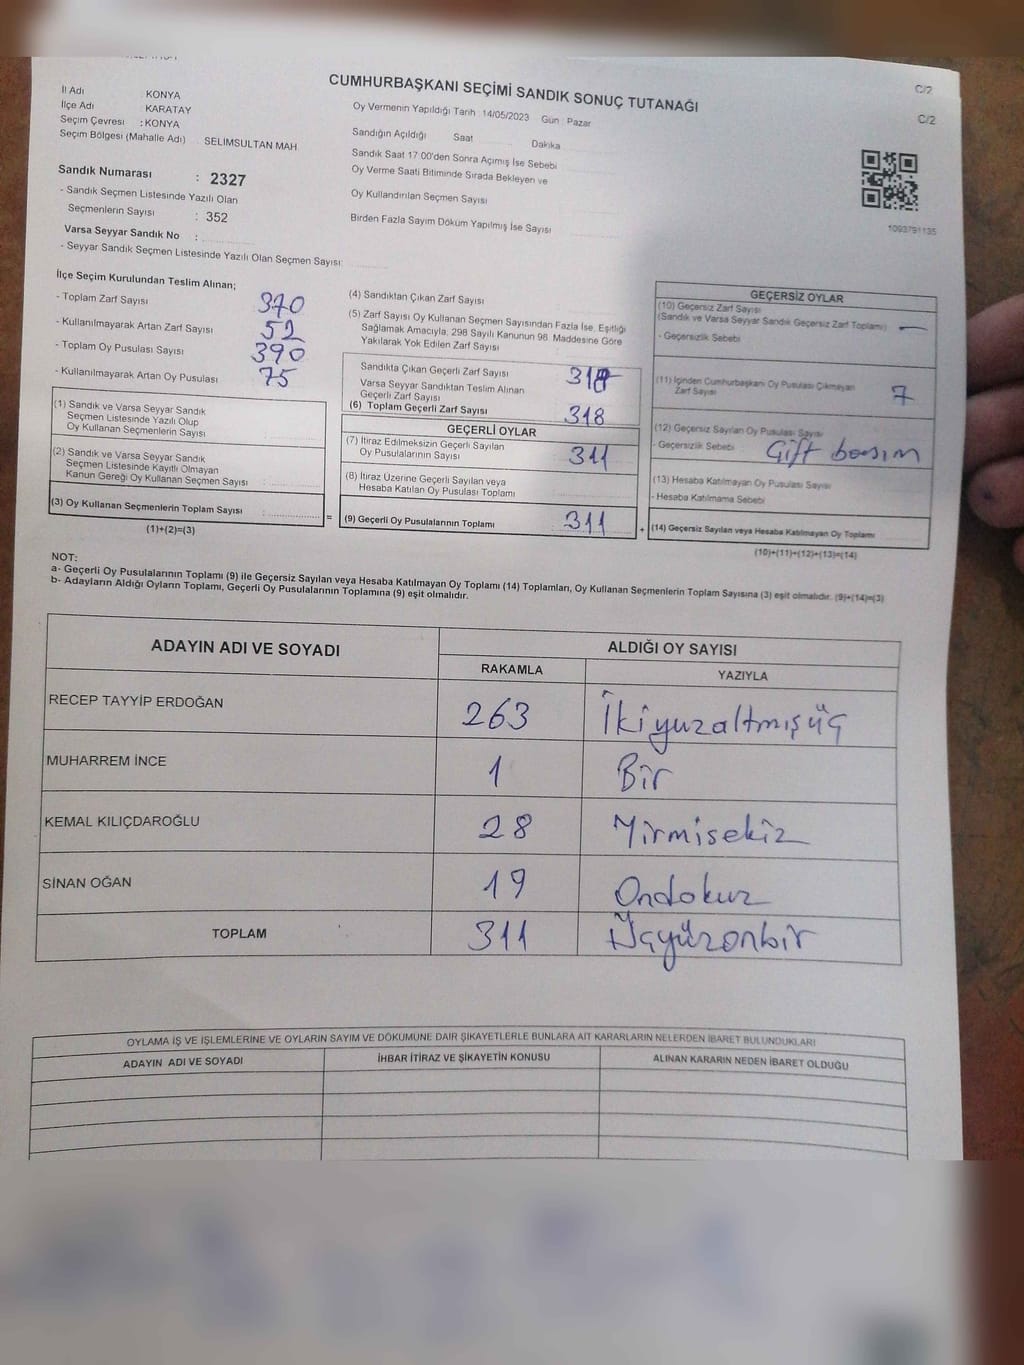 CUMHURBAŞKANI SEÇİMİ SANDIK SONUÇ TUTANAĞI
C/2
C/2
İl Adı KONYA
İlçe Adı KARATAY
Seçim Çevresi : KONYA
Seçim Bölgesi (Mahalle Adı) . SELIMSULTAN MAH
Oy Vermenin Yapıldığı Tarih : 14/05/2023 Gün : Pazar
Sandığın Açıldığı Saat Dakika
Sandık Saat 17 00'den Sonra Açımış İse Sebebi
Oy Verme Saati Bitiminde Sırada Bekleyen ve
Oy Kullandırılan Seçmen Sayısı
Birden Fazla Sayım Döküm Yapılmış İse Sayısı
1093791135
Sandık Numarası : 2327
- Sandık Seçmen Listesinde Yazılı Olan
Seçmenlerin Sayısı : 352
Varsa Seyyar Sandık No :
- Seyyar Sandık Seçmen Listesinde Yazılı Olan Seçmen Sayısı:
İlçe Seçim Kurulundan Teslim Alınan;
- Toplam Zarf Sayısı 370
- Kullanılmayarak Artan Zarf Sayısı 52
- Toplam Oy Pusulası Sayısı 390
- Kullanılmayarak Artan Oy Pusulası 75
(1) Sandık ve Varsa Seyyar Sandık
Seçmen Listesinde Yazılı Olup
Oy Kullanan Seçmenlerin Sayısı
(2) Sandık ve Varsa Seyyar Sandık
Seçmen Listesinde Kayıtlı Olmayan
Kanun Gereği Oy Kullanan Seçmen Sayısı
(3) Oy Kullanan Seçmenlerin Toplam Sayısı =
(1)+(2)=(3)
(4) Sandıktan Çıkan Zarf Sayısı
(5) Zarf Sayısı Oy Kullanan Seçmen Sayısından Fazla İse, Eşitliği
Sağlamak Amacıyla, 298 Sayılı Kanunun 98. Maddesine Göre
Yakılarak Yok Edilen Zarf Sayısı
Sandıkta Çıkan Geçerli Zarf Sayısı
Varsa Seyyar Sandıktan Teslim Alınan
Geçerli Zarf Sayısı
(6) Toplam Geçerli Zarf Sayısı 318
GEÇERLİ OYLAR
(7) İtiraz Edilmeksizin Geçerli Sayılan
Oy Pusulalarının Sayısı 311
(8) İtiraz Üzerine Geçerli Sayılan veya
Hesaba Katılan Oy Pusulası Toplamı
(9) Geçerli Oy Pusulalarının Toplamı 311 +
GEÇERSİZ OYLAR
(10) Geçersiz Zarf Sayısı
(Sandık ve Varsa Seyyar Sandık Geçersiz Zarf Toplamı) —
- Geçersizlik Sebebi
(11) İçinden Cumhurbaşkanı Oy Pusulası Çıkmayan
Zarf Sayısı 7
(12) Geçersiz Sayılan Oy Pusulası Sayısı
- Geçersizlik Sebebi Çift basım
(13) Hesaba Katılmayan Oy Pusulası Sayısı
- Hesaba Katılmama Sebebi
(14) Geçersiz Sayılan veya Hesaba Katılmayan Oy Toplamı
(10)+(11)+(12)+(13)=(14)
NOT:
a- Geçerli Oy Pusulalarının Toplamı (9) ile Geçersiz Sayılan veya Hesaba Katılmayan Oy Toplamı (14) Toplamları, Oy Kullanan Seçmenlerin Toplam Sayısına (3) eşit olmalıdır. (9)+(14)=(3)
b- Adayların Aldığı Oyların Toplamı, Geçerli Oy Pusulalarının Toplamına (9) eşit olmalıdır.
ADAYIN ADI VE SOYADI ALDIĞI OY SAYISI
RAKAMLA YAZIYLA
RECEP TAYYİP ERDOĞAN 263 İkiyuzaltmışüç
MUHARREM İNCE 1 Bir
KEMAL KILIÇDAROĞLU 28 Yirmisekiz
SİNAN OĞAN 19 Ondokuz
TOPLAM 311 Üçyüzonbir
OYLAMA İŞ VE İŞLEMLERİNE VE OYLARIN SAYIM VE DÖKÜMÜNE DAİR ŞİKAYETLERLE BUNLARA AİT KARARLARIN NELERDEN İBARET BULUNDUKLARI
ADAYIN ADI VE SOYADI İHBAR İTİRAZ VE ŞİKAYETİN KONUSU ALINAN KARARIN NEDEN İBARET OLDUĞU